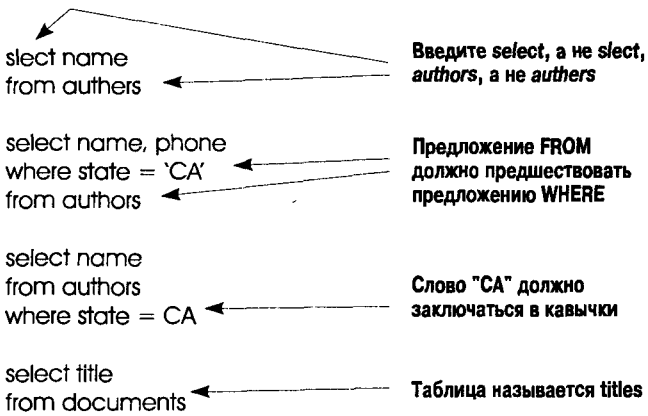 slect name
from authers
Введите select, а не slect,
authors, а не authers
select name, phone
where state = 'CA'
from authors
Предложение FROM
должно предшествовать
предложению WHERE
select name
from authors
where state = CA
Слово "CA" должно
заключаться в кавычки
select title
from documents
Таблица называется titles